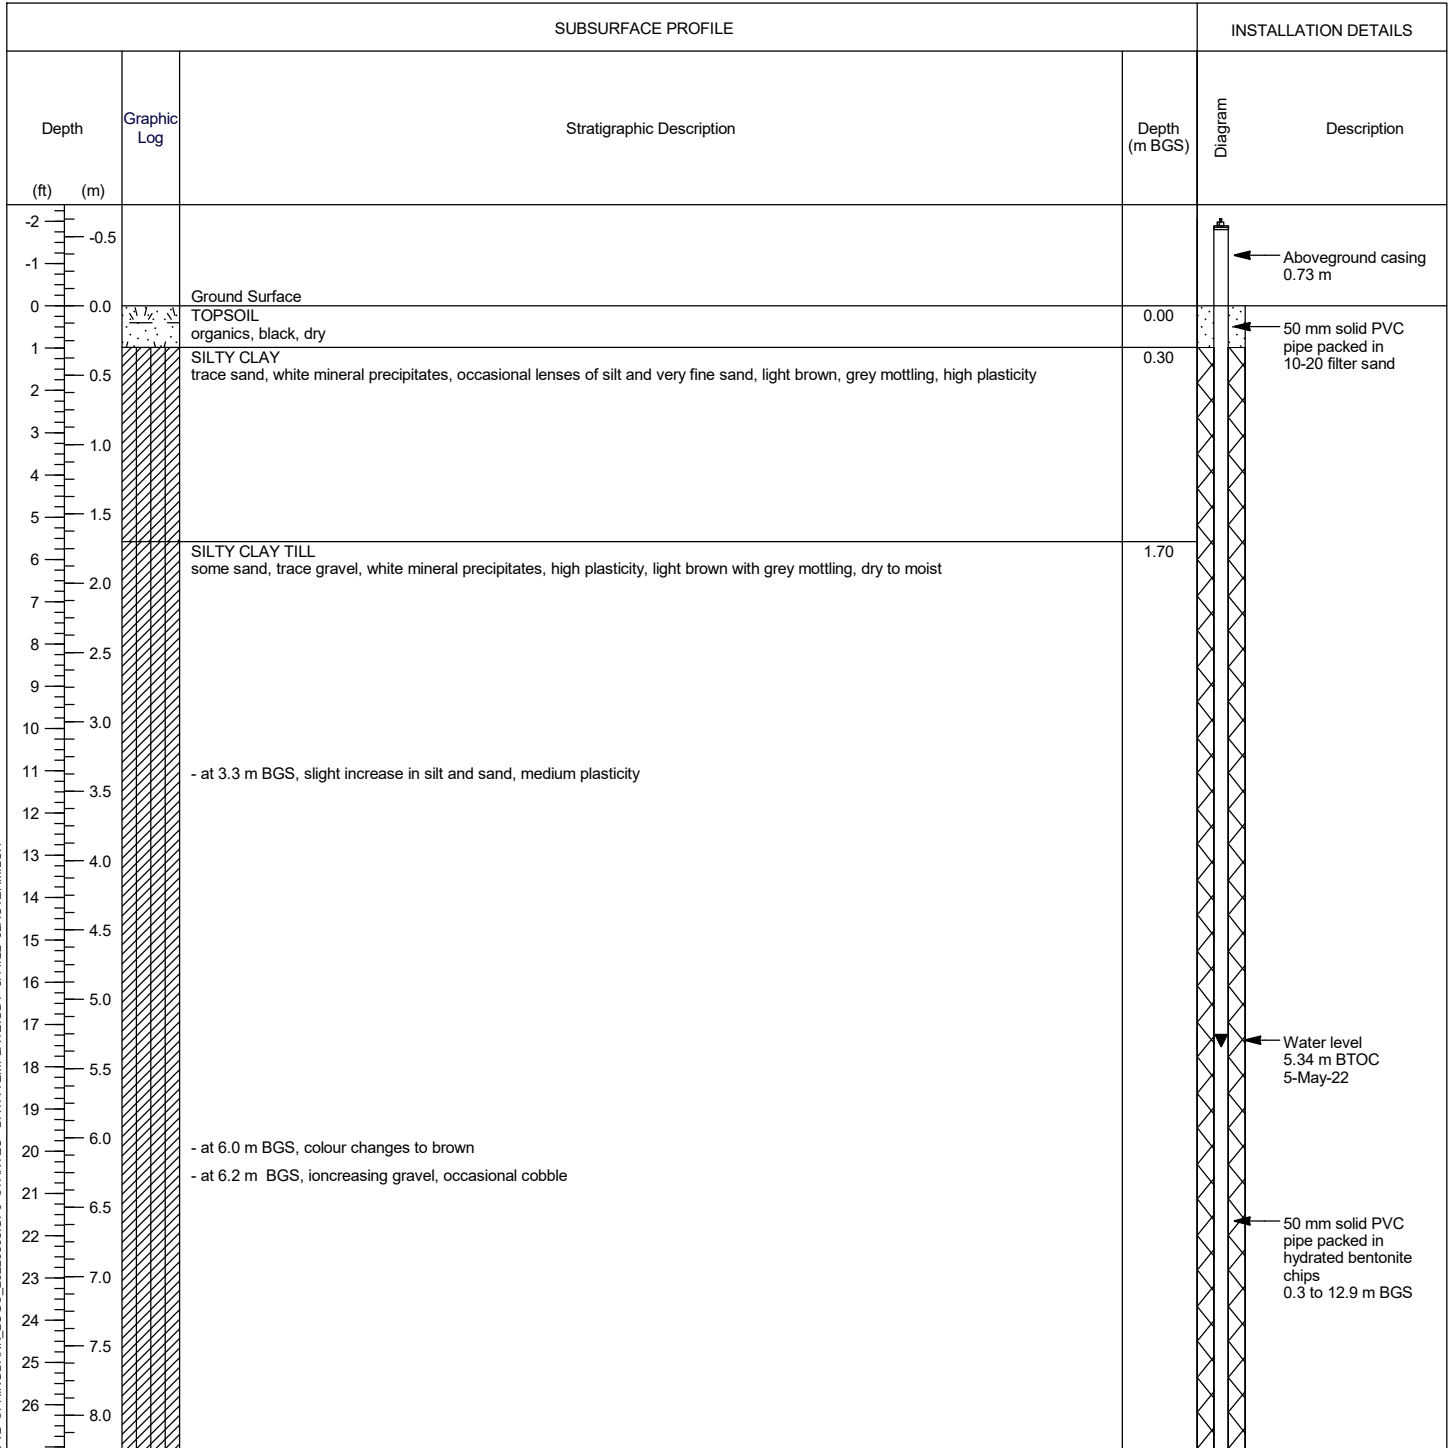 SUBSURFACE PROFILE
INSTALLATION DETAILS
Depth
(ft) (m)
Graphic
Log
Stratigraphic Description
Depth
(m BGS)
Diagram
Description
-2
-0.5
-1
0
0.0
1
0.5
2
3
1.0
4
5
1.5
6
2.0
7
8
2.5
9
10
3.0
11
3.5
12
13
4.0
14
4.5
15
16
5.0
17
18
5.5
19
6.0
20
21
6.5
22
23
7.0
24
7.5
25
26
8.0
Ground Surface
TOPSOIL
organics, black, dry
0.00
SILTY CLAY
trace sand, white mineral precipitates, occasional lenses of silt and very fine sand, light brown, grey mottling, high plasticity
0.30
SILTY CLAY TILL
some sand, trace gravel, white mineral precipitates, high plasticity, light brown with grey mottling, dry to moist
1.70
- at 3.3 m BGS, slight increase in silt and sand, medium plasticity
- at 6.0 m BGS, colour changes to brown
- at 6.2 m  BGS, ioncreasing gravel, occasional cobble
Aboveground casing
0.73 m
50 mm solid PVC
pipe packed in
10-20 filter sand
Water level
5.34 m BTOC
5-May-22
50 mm solid PVC
pipe packed in
hydrated bentonite
chips
0.3 to 12.9 m BGS